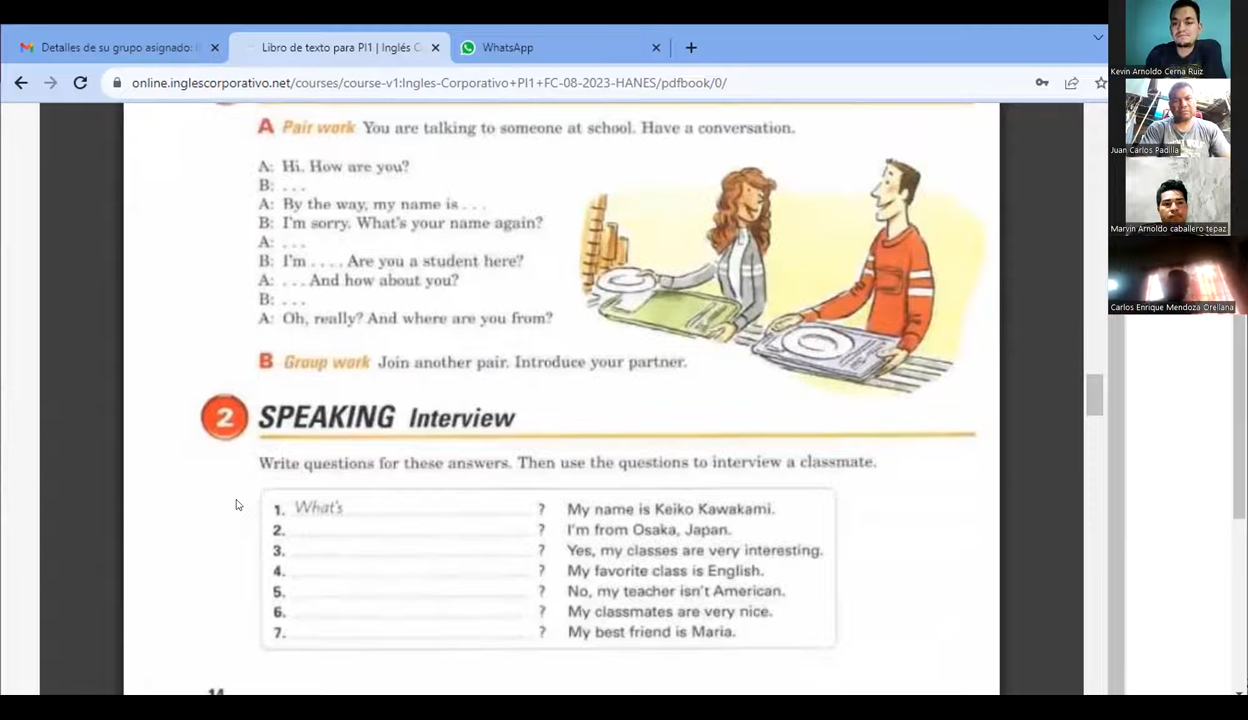 Detalles de su grupo asignado:
Libro de texto para PI1 | Inglés C
WhatsApp
online.inglescorporativo.net/courses/course-v1:Ingles-Corporativo+PI1+FC-08-2023-HANES/pdfbook/0/
A Pair work You are talking to someone at school. Have a conversation.
A: Hi. How are you?
B: . . .
A: By the way, my name is . . .
B: I'm sorry. What's your name again?
A: . . .
B: I'm . . . . Are you a student here?
A: . . . And how about you?
B: . . .
A: Oh, really? And where are you from?
B Group work Join another pair. Introduce your partner.
2 SPEAKING Interview
Write questions for these answers. Then use the questions to interview a classmate.
1. What's ? My name is Keiko Kawakami.
2. ? I'm from Osaka, Japan.
3. ? Yes, my classes are very interesting.
4. ? My favorite class is English.
5. ? No, my teacher isn't American.
6. ? My classmates are very nice.
7. ? My best friend is Maria.
Kevin Arnoldo Cerna Ruiz
Juan Carlos Padilla
Marvin Arnoldo caballero tepaz
Carlos Enrique Mendoza Orellana